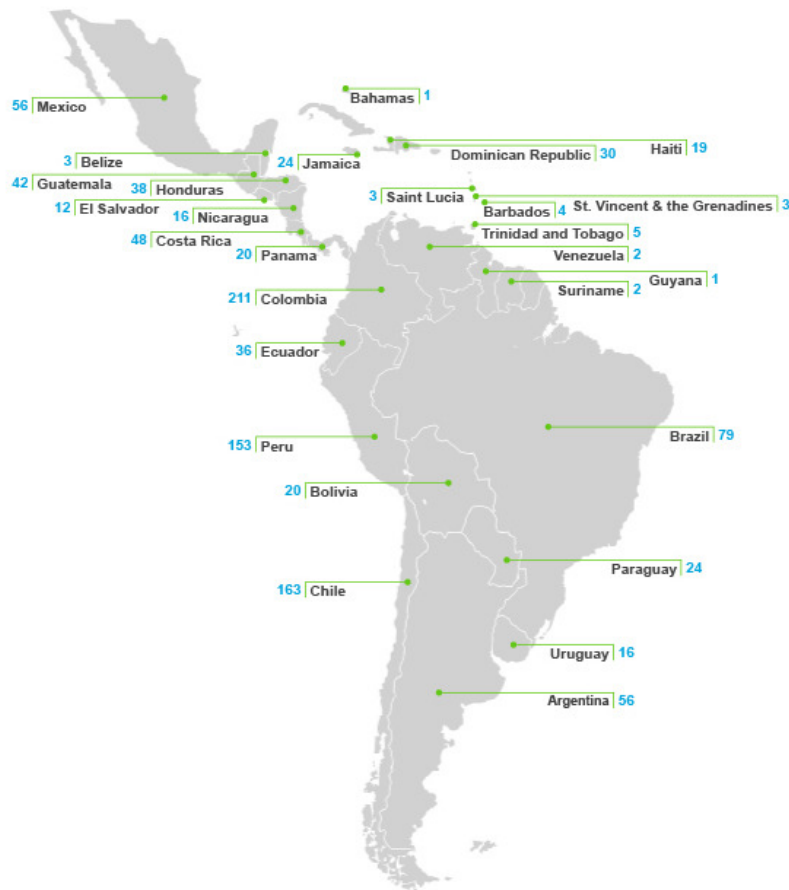 Bahamas 1
56 Mexico
Haiti 19
Dominican Republic 30
24 Jamaica
3 Belize
42 Guatemala
38 Honduras
3 Saint Lucia
St. Vincent & the Grenadines 3
12 El Salvador
Barbados 4
16 Nicaragua
Trinidad and Tobago 5
48 Costa Rica
20 Panama
Venezuela 2
Guyana 1
Suriname 2
211 Colombia
36 Ecuador
Brazil 79
153 Peru
20 Bolivia
Paraguay 24
163 Chile
Uruguay 16
Argentina 56